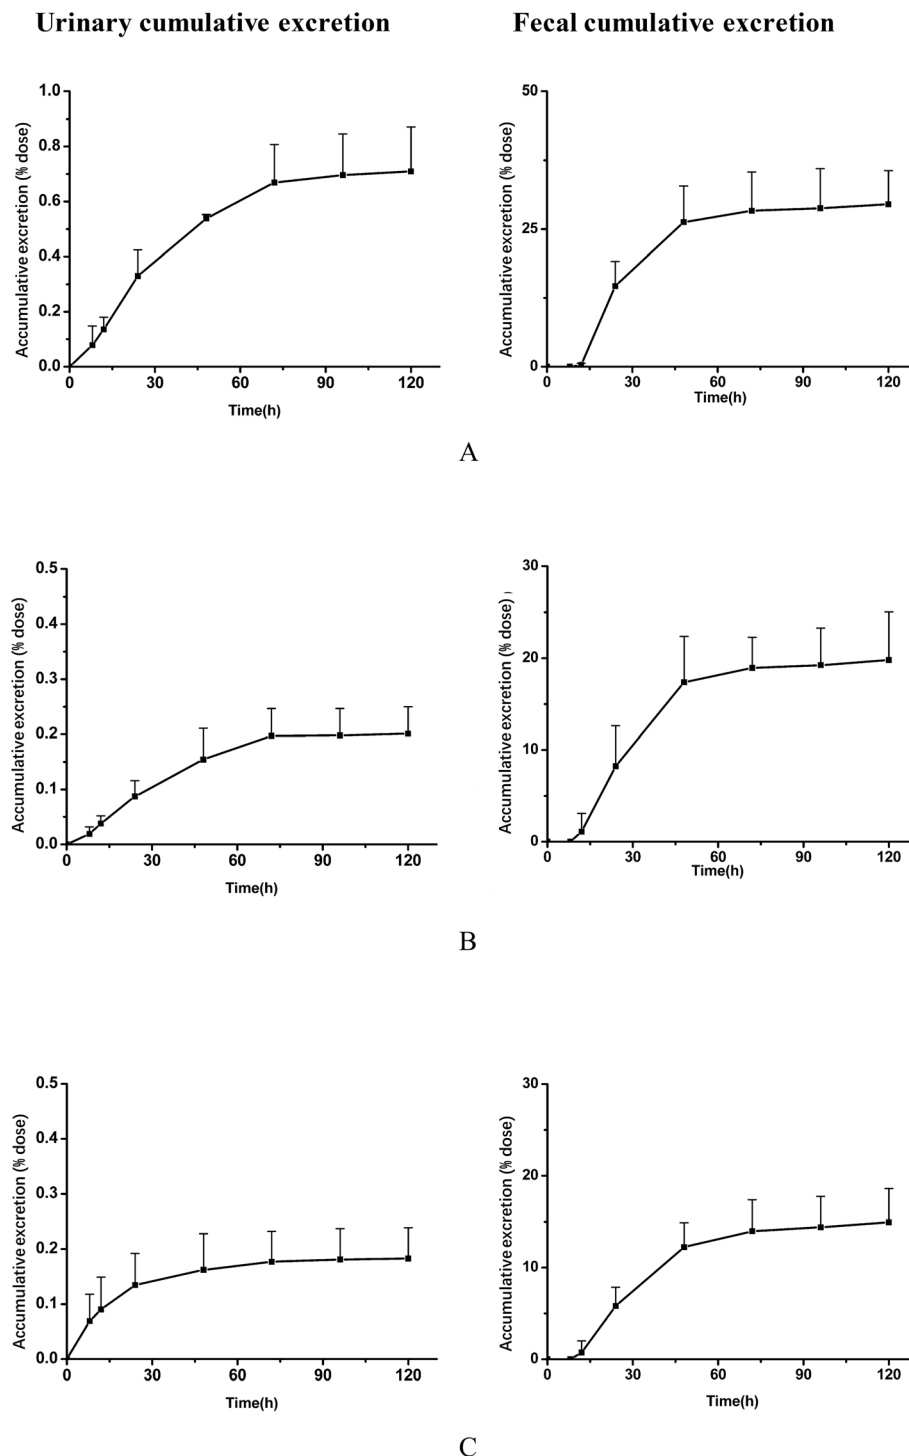 Urinary cumulative excretion
Fecal cumulative excretion
Accumulative excretion (% dose)
1.0
0.8
0.6
0.4
0.2
0.0
0 30 60 90 120
Time(h)
Accumulative excretion (% dose)
50
25
0
0 30 60 90 120
Time(h)
A
Accumulative excretion (% dose)
0.5
0.4
0.3
0.2
0.1
0.0
0 30 60 90 120
Time(h)
Accumulative excretion (% dose)
30
20
10
0
0 30 60 90 120
Time(h)
B
Accumulative excretion (% dose)
0.5
0.4
0.3
0.2
0.1
0.0
0 30 60 90 120
Time(h)
Accumulative excretion (% dose)
30
20
10
0
0 30 60 90 120
Time(h)
C